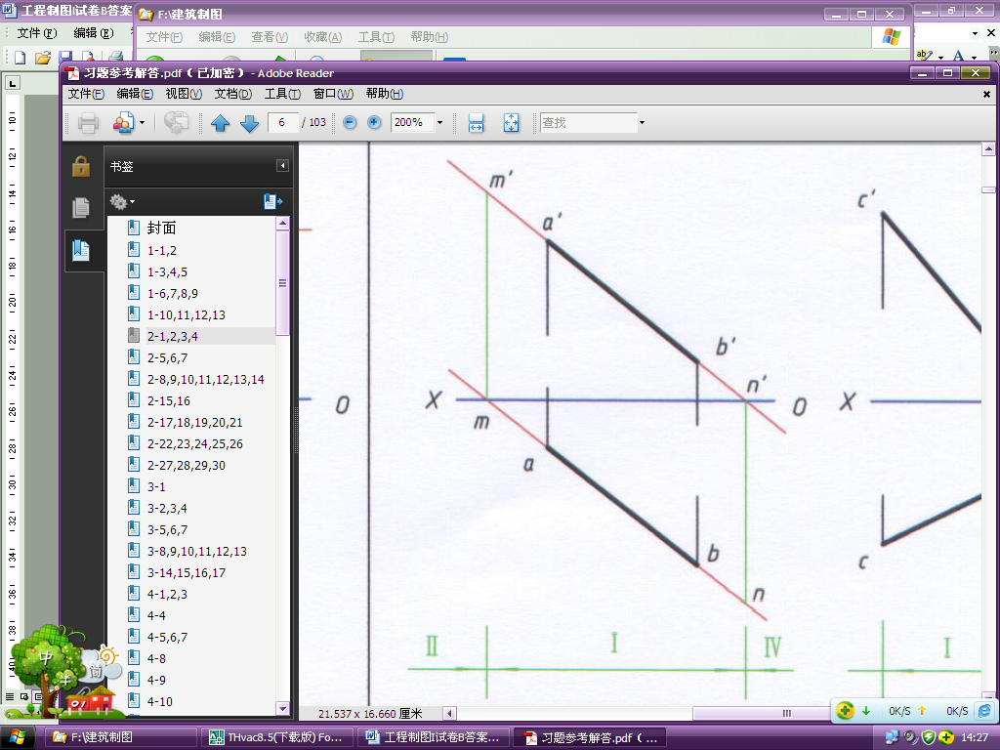 工程制图I试卷B答案
F:\建筑制图
文件(F) 编辑(E)
文件(F) 编辑(E) 查看(V) 收藏(A) 工具(T) 帮助(H)
习题参考解答.pdf (已加密) - Adobe Reader
文件(F) 编辑(E) 视图(V) 文档(D) 工具(T) 窗口(W) 帮助(H)
6 / 103 200% 查找
书签
封面
1-1,2
1-3,4,5
1-6,7,8,9
1-10,11,12,13
2-1,2,3,4
2-5,6,7
2-8,9,10,11,12,13,14
2-15,16
2-17,18,19,20,21
2-22,23,24,25,26
2-27,28,29,30
3-1
3-2,3,4
3-5,6,7
3-8,9,10,11,12,13
3-14,15,16,17
4-1,2,3
4-4
4-5,6,7
4-8
4-9
4-10
10
12
14
16
18
20
22
24
26
28
30
32
34
36
38
m'
a'
c'
b'
n'
O X O X
m
a
b
c
n
II I IV I
中
简
21.537 x 16.660 厘米
0K/S 0K/S
F:\建筑制图
THvac8.5(下载版) Fo...
工程制图I试卷B答案...
习题参考解答.pdf (...
14:27